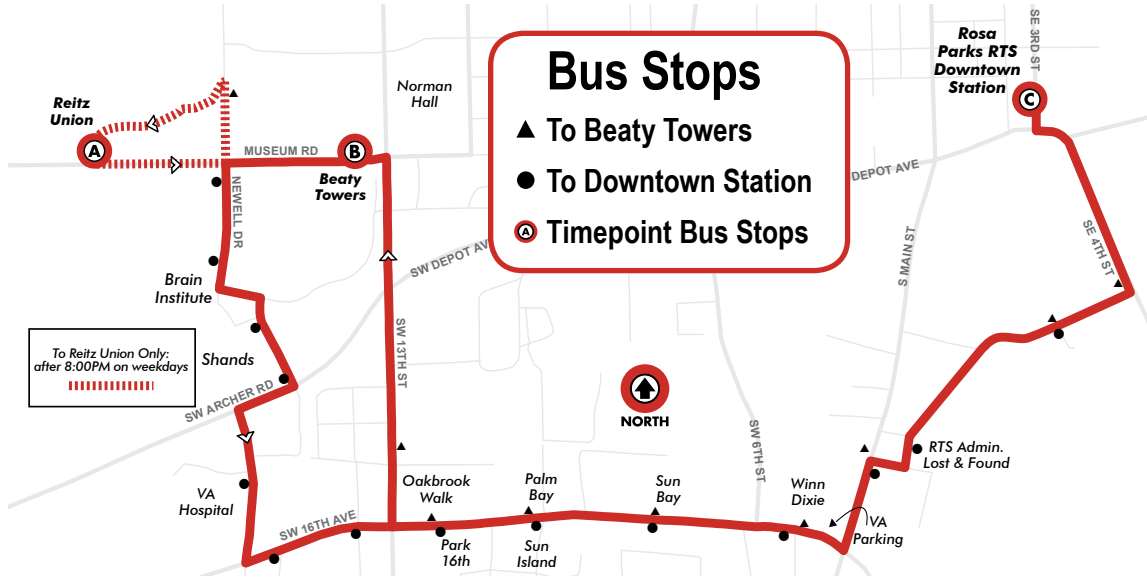 Reitz
Union
A
MUSEUM RD
B
Beaty
Towers
Norman
Hall
Bus Stops
To Beaty Towers
To Downtown Station
A Timepoint Bus Stops
Rosa
Parks RTS
Downtown
Station
C
SE 3RD ST
DEPOT AVE
S MAIN ST
SE 4TH ST
NEWELL DR
SW DEPOT AV
Brain
Institute
To Reitz Union Only:
after 8:00PM on weekdays
Shands
SW ARCHER RD
SW 13TH ST
NORTH
SW 6TH ST
VA
Hospital
SW 16TH AVE
Oakbrook
Walk
Park
16th
Palm
Bay
Sun
Island
Sun
Bay
Winn
Dixie
VA
Parking
RTS Admin.
Lost & Found